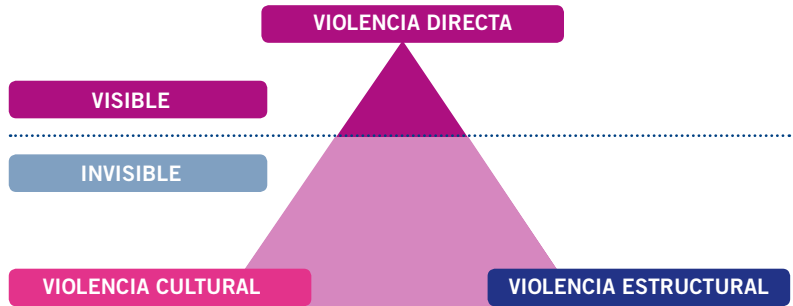 VIOLENCIA DIRECTA
VISIBLE
INVISIBLE
VIOLENCIA CULTURAL
VIOLENCIA ESTRUCTURAL